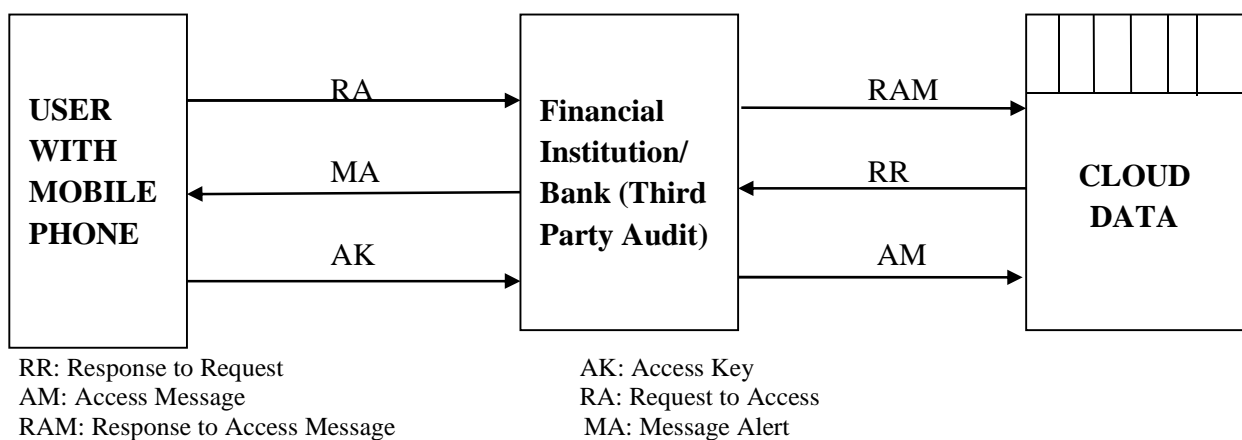 USER
WITH
MOBILE
PHONE
RA
MA
AK
Financial
Institution/
Bank (Third
Party Audit)
RAM
RR
AM
CLOUD
DATA
RR: Response to Request
AM: Access Message
RAM: Response to Access Message
AK: Access Key
RA: Request to Access
MA: Message Alert